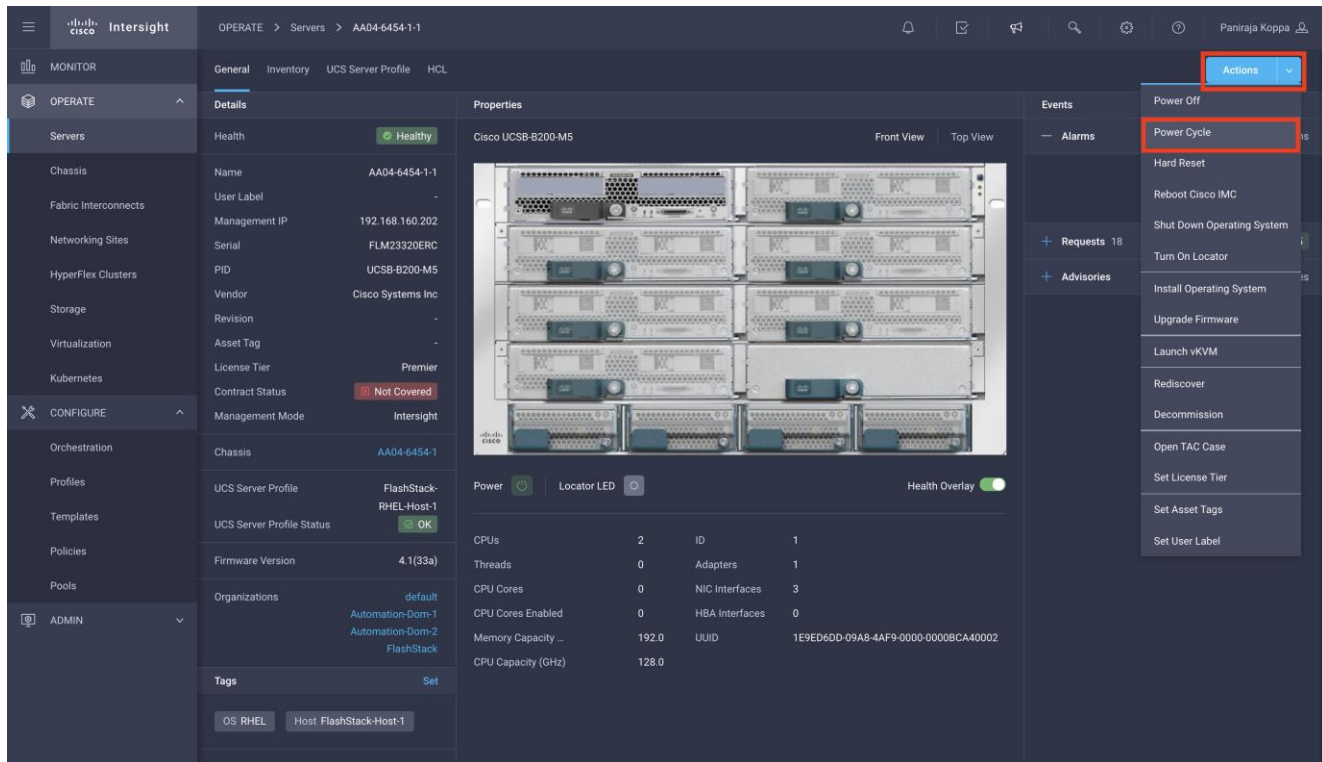 cisco Intersight
OPERATE > Servers > AA04-6454-1-1
Paniraja Koppa
MONITOR
OPERATE
Servers
Chassis
Fabric Interconnects
Networking Sites
HyperFlex Clusters
Storage
Virtualization
Kubernetes
CONFIGURE
Orchestration
Profiles
Templates
Policies
Pools
ADMIN
General Inventory UCS Server Profile HCL
Actions
Details
Health Healthy
Name AA04-6454-1-1
User Label -
Management IP 192.168.160.202
Serial FLM23320ERC
PID UCSB-B200-M5
Vendor Cisco Systems Inc
Revision -
Asset Tag -
License Tier Premier
Contract Status Not Covered
Management Mode Intersight
Chassis AA04-6454-1
UCS Server Profile FlashStack-
RHEL-Host-1
UCS Server Profile Status OK
Firmware Version 4.1(33a)
Organizations default
Automation-Dom-1
Automation-Dom-2
FlashStack
Tags Set
OS RHEL Host FlashStack-Host-1
Properties
Cisco UCSB-B200-M5 Front View Top View
cisco
Power Locator LED Health Overlay
CPUs 2 ID 1
Threads 0 Adapters 1
CPU Cores 0 NIC Interfaces 3
CPU Cores Enabled 0 HBA Interfaces 0
Memory Capacity ... 192.0 UUID 1E9ED6DD-09A8-4AF9-0000-0000BCA40002
CPU Capacity (GHz) 128.0
Events
Alarms
Requests 18
Advisories
Power Off
Power Cycle
Hard Reset
Reboot Cisco IMC
Shut Down Operating System
Turn On Locator
Install Operating System
Upgrade Firmware
Launch vKVM
Rediscover
Decommission
Open TAC Case
Set License Tier
Set Asset Tags
Set User Label